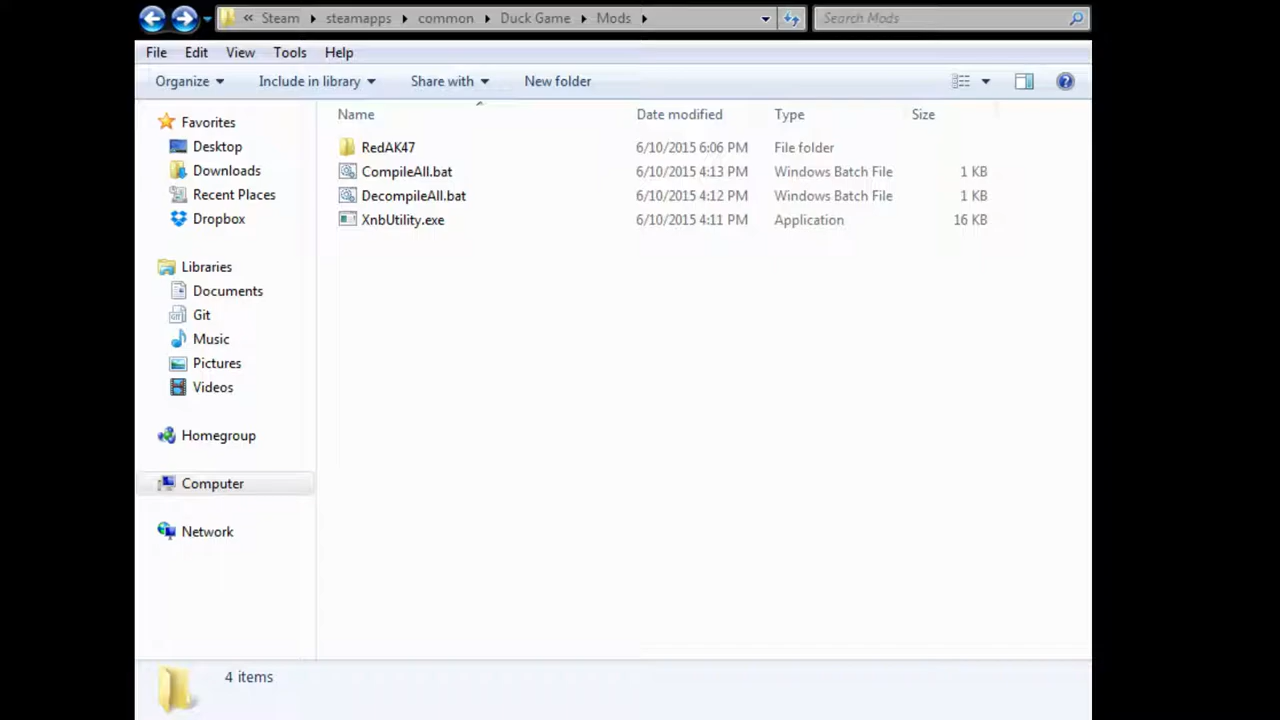 « Steam ▸ steamapps ▸ common ▸ Duck Game ▸ Mods ▸ Search Mods
File Edit View Tools Help
Organize Include in library Share with New folder
Name Date modified Type Size
Favorites
Desktop
Downloads
Recent Places
Dropbox
Libraries
Documents
Git
Music
Pictures
Videos
Homegroup
Computer
Network
RedAK47 6/10/2015 6:06 PM File folder
CompileAll.bat 6/10/2015 4:13 PM Windows Batch File 1 KB
DecompileAll.bat 6/10/2015 4:12 PM Windows Batch File 1 KB
XnbUtility.exe 6/10/2015 4:11 PM Application 16 KB
4 items